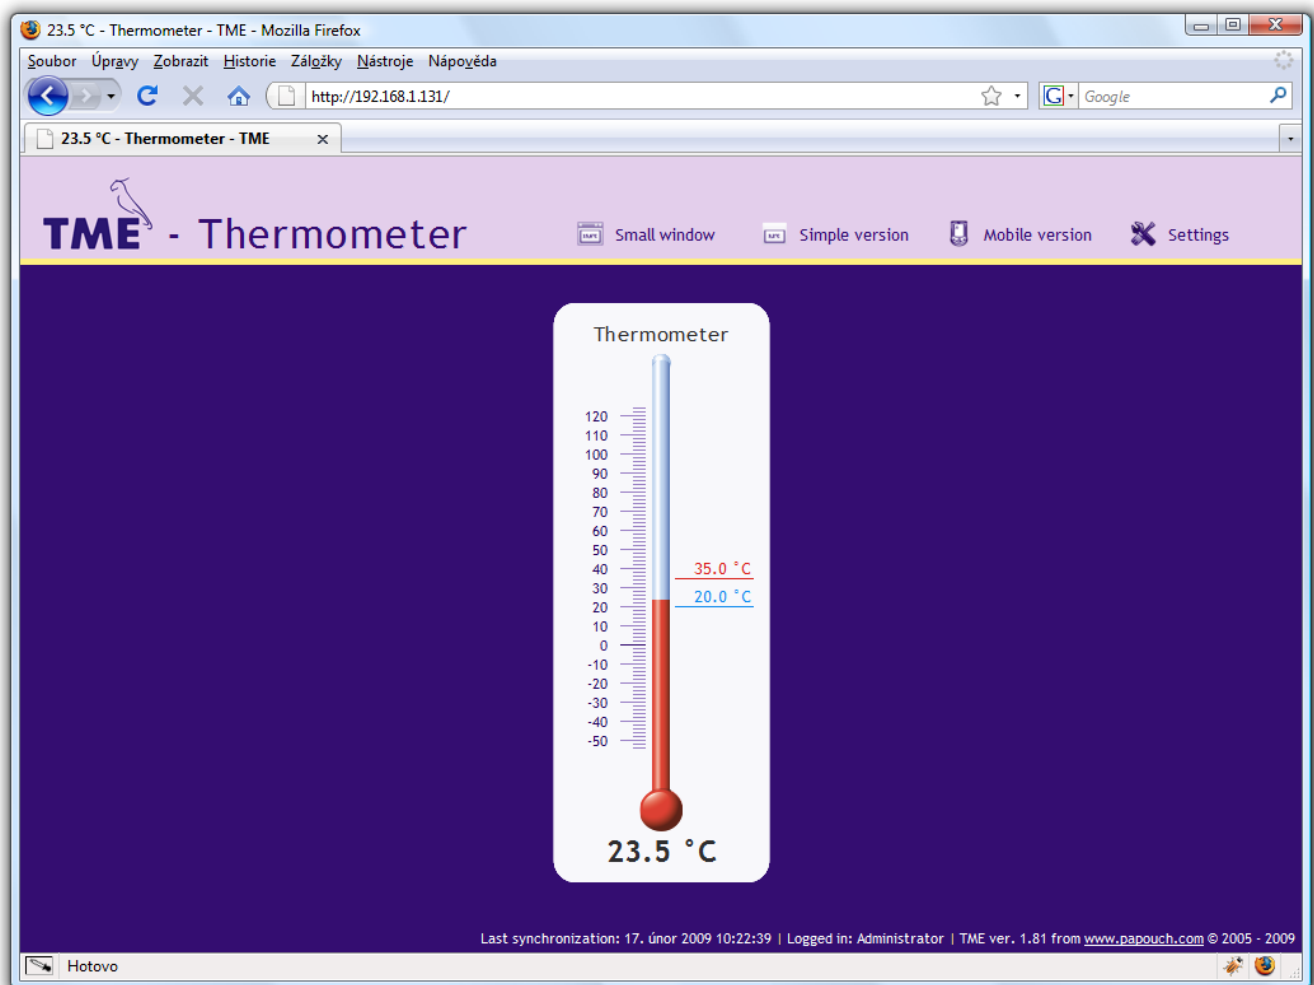 23.5 °C - Thermometer - TME - Mozilla Firefox
Soubor Úpravy Zobrazit Historie Záložky Nástroje Nápověda
http://192.168.1.131/
G Google
23.5 °C - Thermometer - TME
TME - Thermometer
Small window
Simple version
Mobile version
Settings
Thermometer
120
110
100
90
80
70
60
50
40
35.0 °C
30
20.0 °C
20
10
0
-10
-20
-30
-40
-50
23.5 °C
Last synchronization: 17. únor 2009 10:22:39 | Logged in: Administrator | TME ver. 1.81 from www.papouch.com © 2005 - 2009
Hotovo